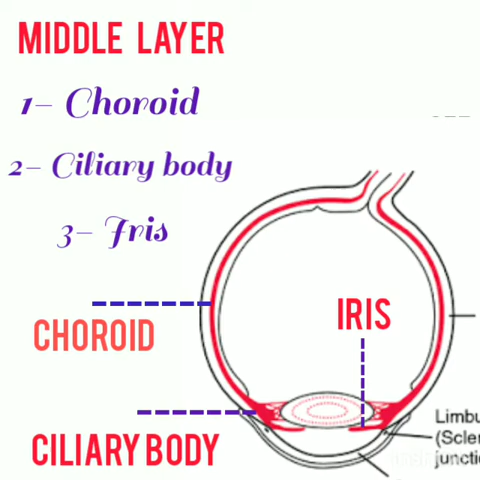 MIDDLE LAYER
1- Choroid
2- Ciliary body
3- Iris
IRIS
CHOROID
CILIARY BODY